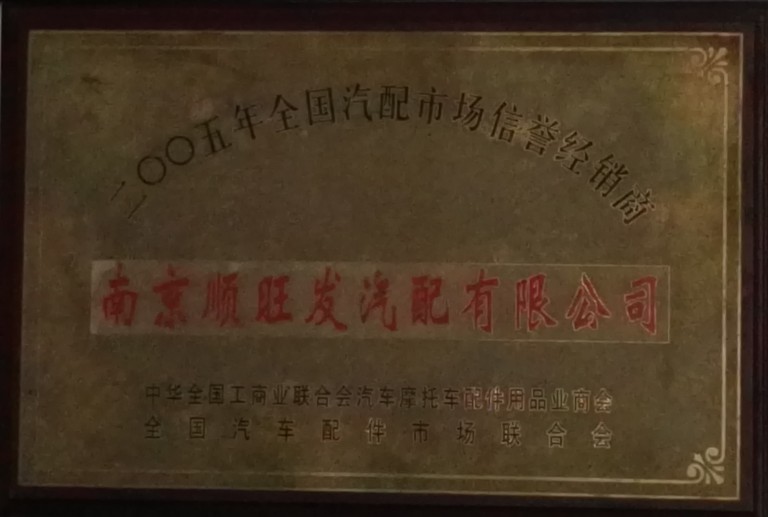 二〇〇五年全国汽配市场信誉经销商
南京顺旺发汽配有限公司
中华全国工商业联合会汽车摩托车配件用品业商会
全国汽车配件市场联合会